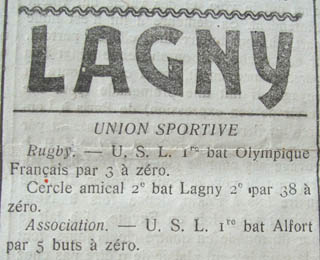 LAGNY
UNION SPORTIVE
Rugby. — U. S. L. 1re bat Olympique
Français par 3 à zéro.
Cercle amical 2e bat Lagny 2e par 38 à
zéro.
Association. — U. S. L. 1re bat Alfort
par 5 buts à zéro.